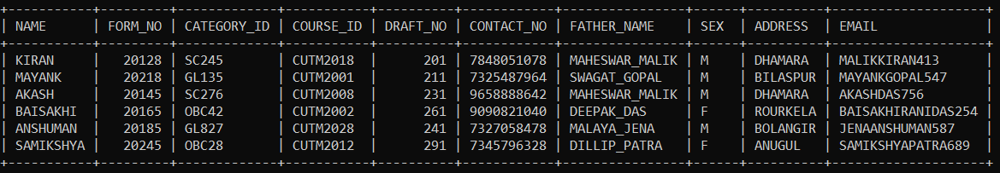 | NAME | FORM_NO | CATEGORY_ID | COURSE_ID | DRAFT_NO | CONTACT_NO | FATHER_NAME | SEX | ADDRESS | EMAIL |
| KIRAN | 20128 | SC245 | CUTM2018 | 201 | 7848051078 | MAHESWAR_MALIK | M | DHAMARA | MALIKKIRAN413 |
| MAYANK | 20218 | GL135 | CUTM2001 | 211 | 7325487964 | SWAGAT_GOPAL | M | BILASPUR | MAYANKGOPAL547 |
| AKASH | 20145 | SC276 | CUTM2008 | 231 | 9658888642 | MAHESWAR_MALIK | M | DHAMARA | AKASHDAS756 |
| BAISAKHI | 20165 | OBC42 | CUTM2002 | 261 | 9090821040 | DEEPAK_DAS | F | ROURKELA | BAISAKHIRANIDAS254 |
| ANSHUMAN | 20185 | GL827 | CUTM2028 | 241 | 7327058478 | MALAYA_JENA | M | BOLANGIR | JENAANSHUMAN587 |
| SAMIKSHYA | 20245 | OBC28 | CUTM2012 | 291 | 7345796328 | DILLIP_PATRA | F | ANUGUL | SAMIKSHYAPATRA689 |